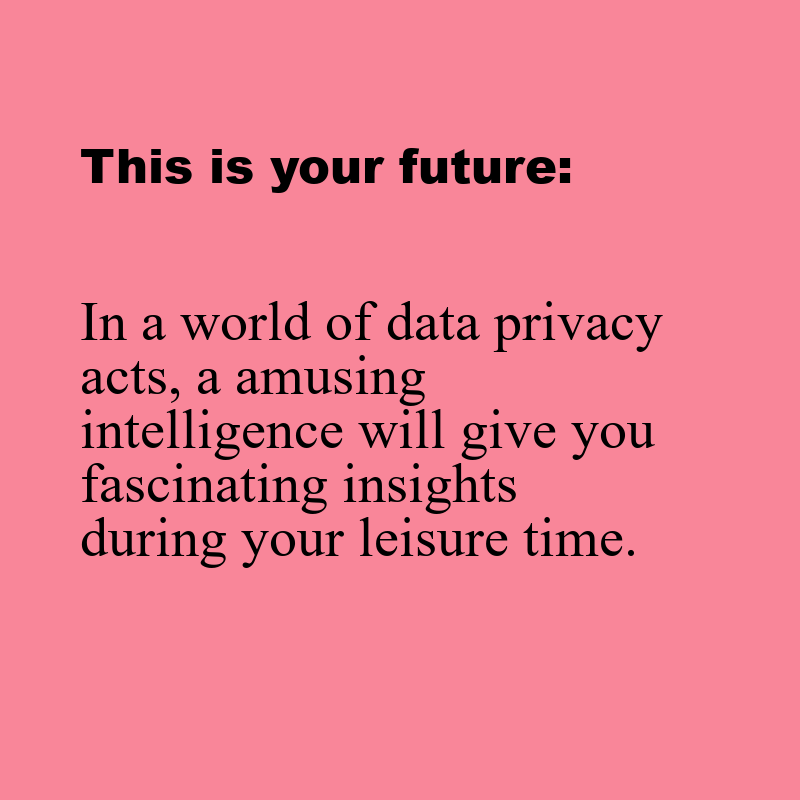 This is your future:
In a world of data privacy
acts, a amusing
intelligence will give you
fascinating insights
during your leisure time.